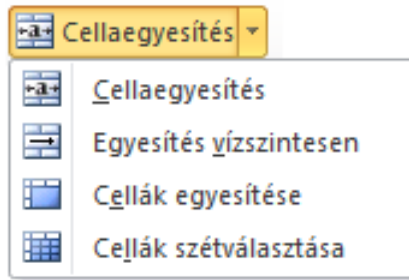 Cellaegyesítés
Cellaegyesítés
Egyesítés vízszintesen
Cellák egyesítése
Cellák szétválasztása